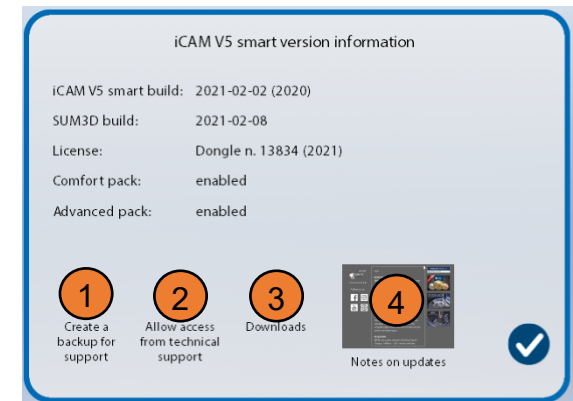 iCAM V5 smart version information
iCAM V5 smart build: 2021-02-02 (2020)
SUM3D build: 2021-02-08
License: Dongle n. 13834 (2021)
Comfort pack: enabled
Advanced pack: enabled
1
2
3
4
Create a
backup for
support
Allow access
from technical
support
Downloads
Notes on updates